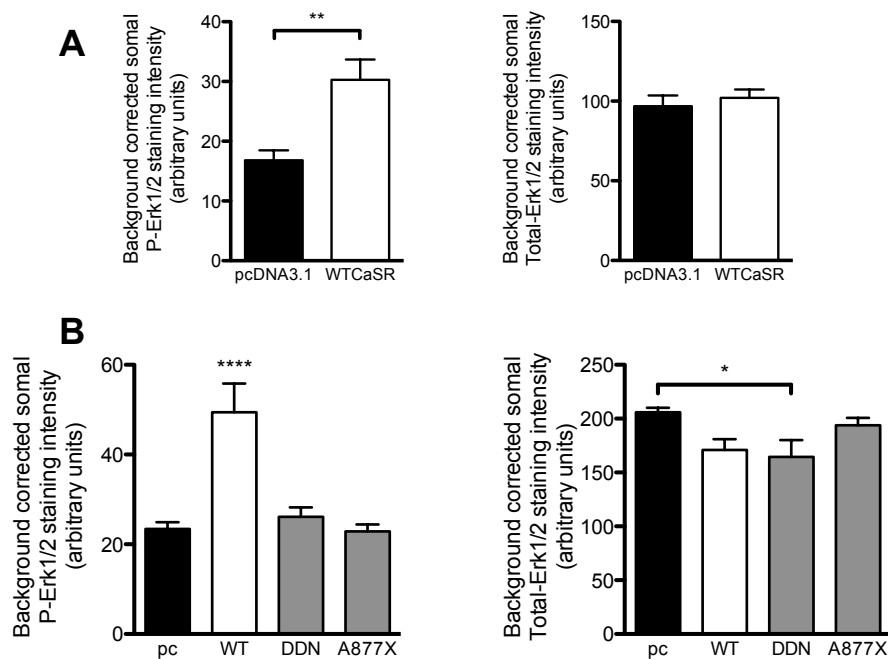 A
Background corrected somal
P-Erk1/2 staining intensity
(arbitrary units)
40
30
20
10
0
**
pcDNA3.1 WTCaSR
Background corrected somal
Total-Erk1/2 staining intensity
(arbitrary units)
150
100
50
0
pcDNA3.1 WTCaSR
B
Background corrected somal
P-Erk1/2 staining intensity
(arbitrary units)
60
40
20
0
****
pc WT DDN A877X
Background corrected somal
Total-Erk1/2 staining intensity
(arbitrary units)
250
200
150
100
50
0
*
pc WT DDN A877X